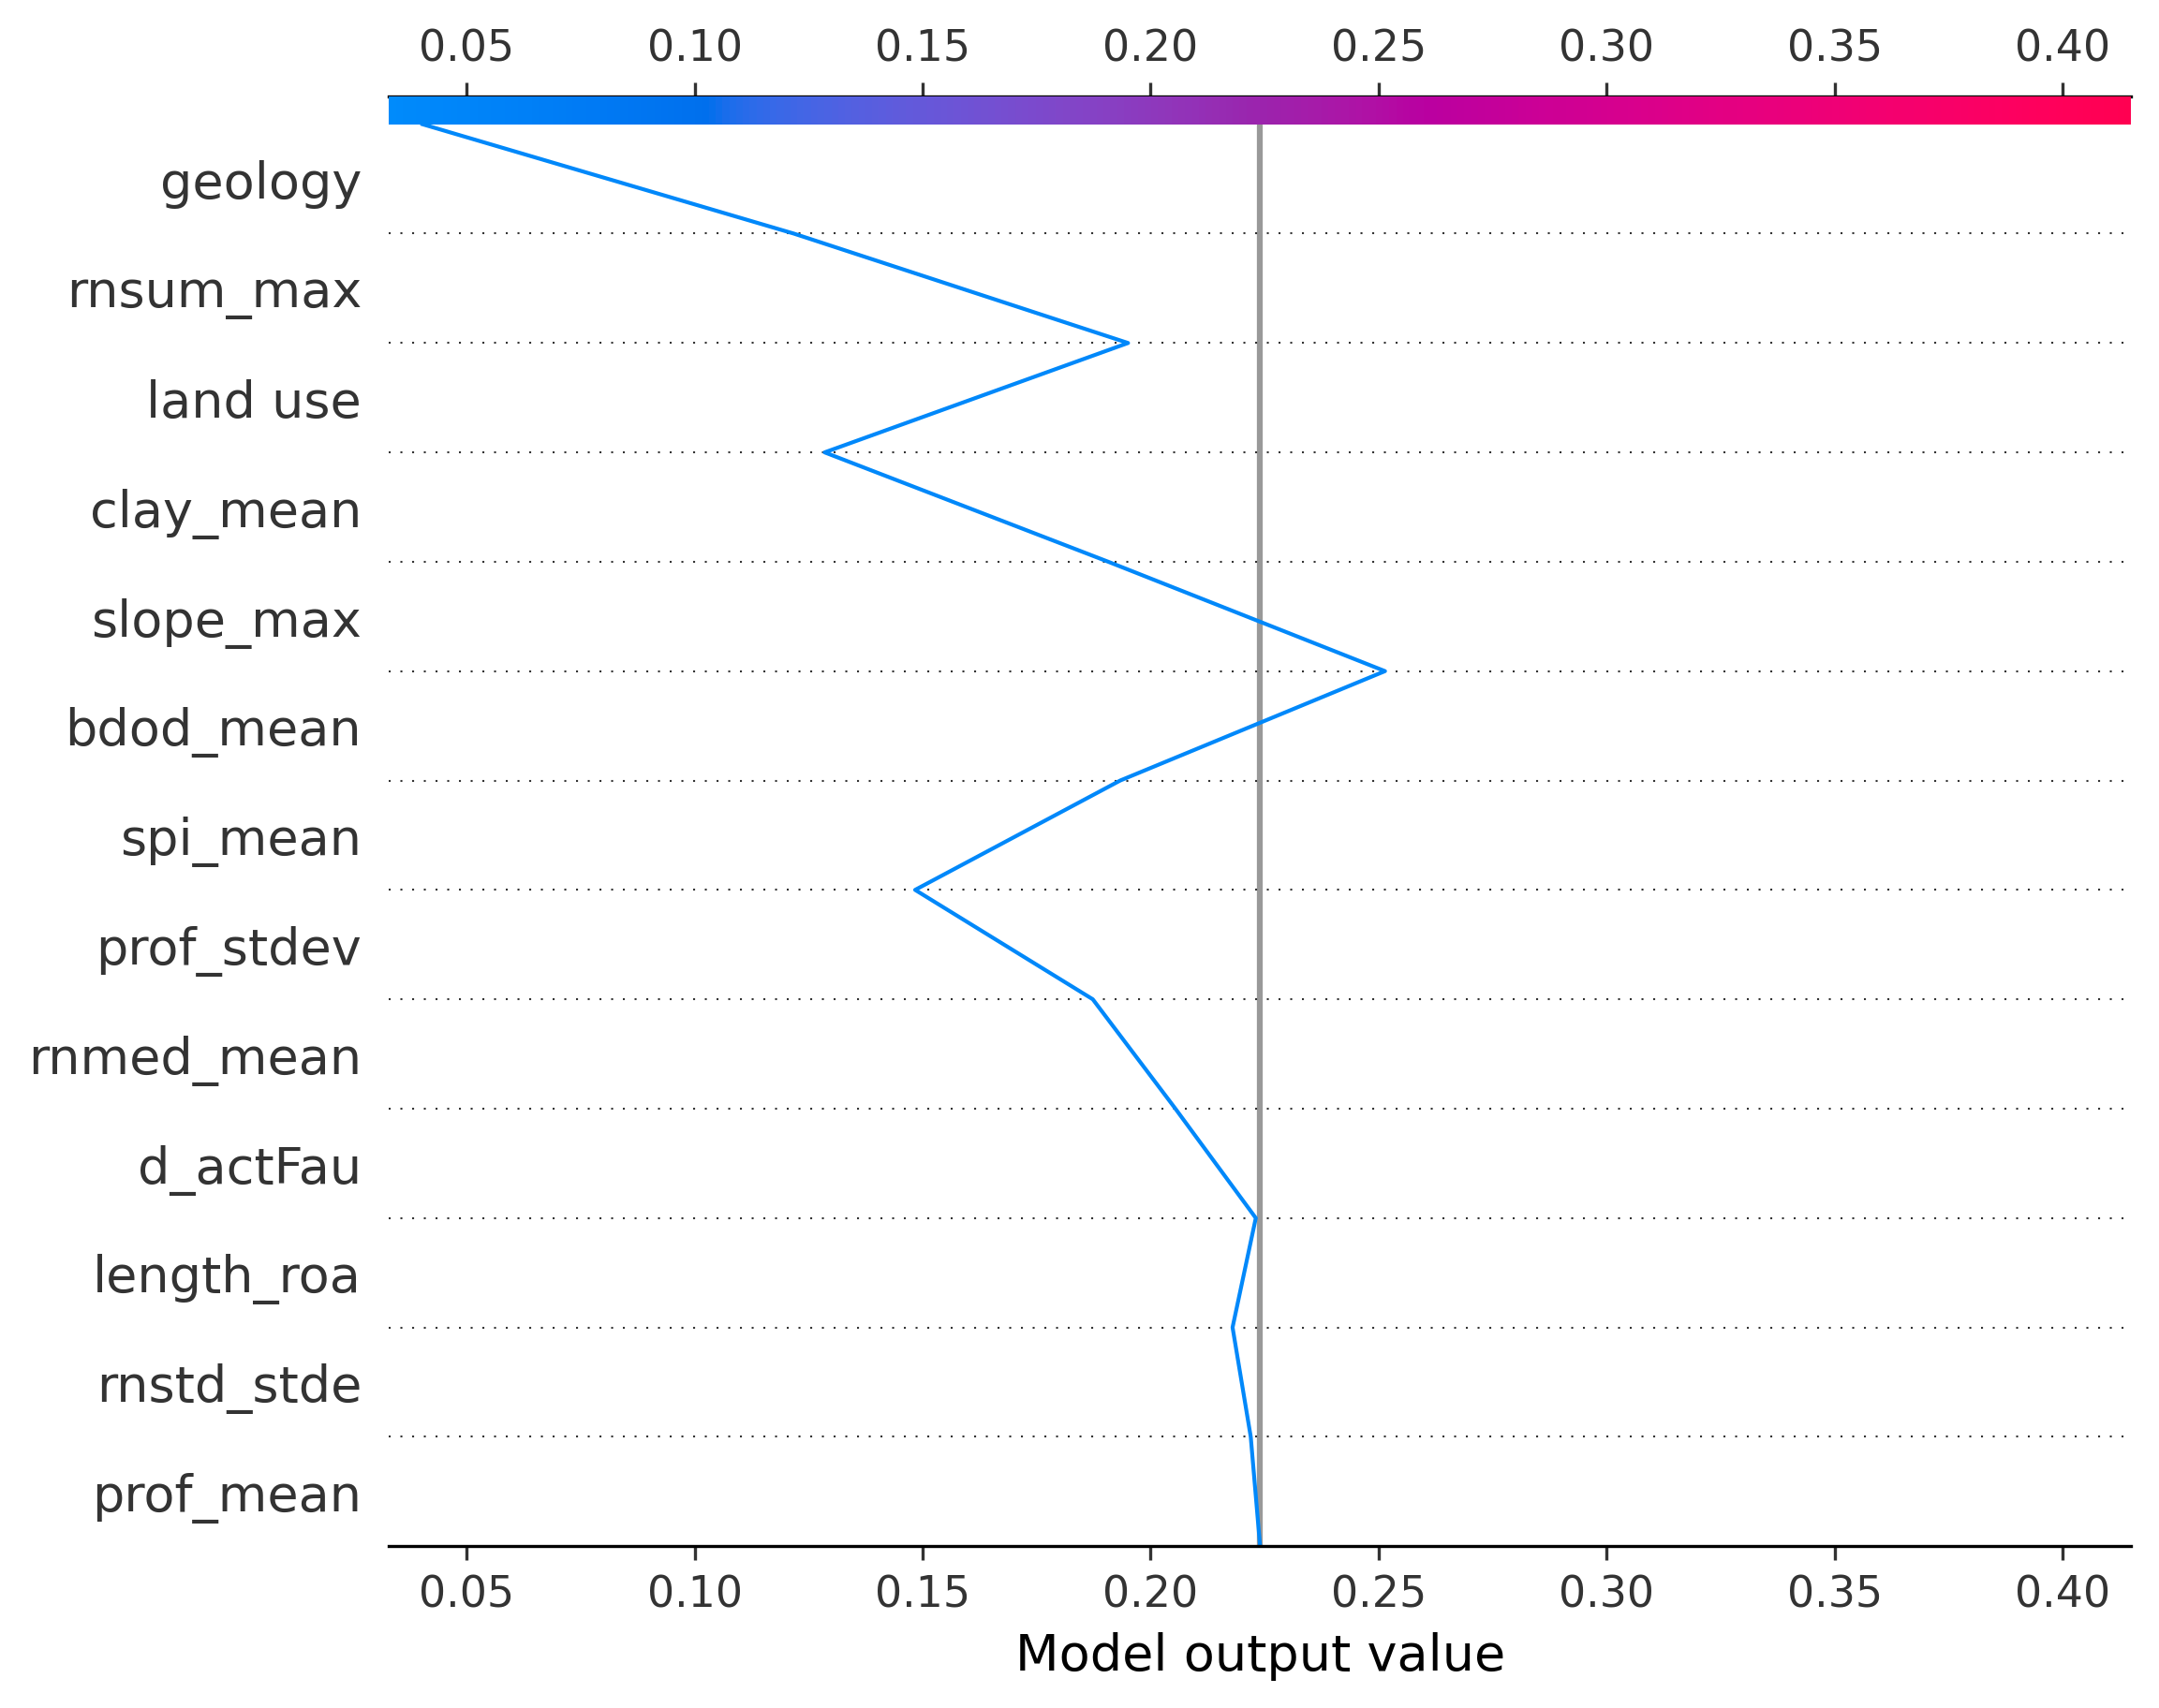 0.05 0.10 0.15 0.20 0.25 0.30 0.35 0.40
geology
rnsum_max
land use
clay_mean
slope_max
bdod_mean
spi_mean
prof_stdev
rnmed_mean
d_actFau
length_roa
rnstd_stde
prof_mean
0.05 0.10 0.15 0.20 0.25 0.30 0.35 0.40
Model output value